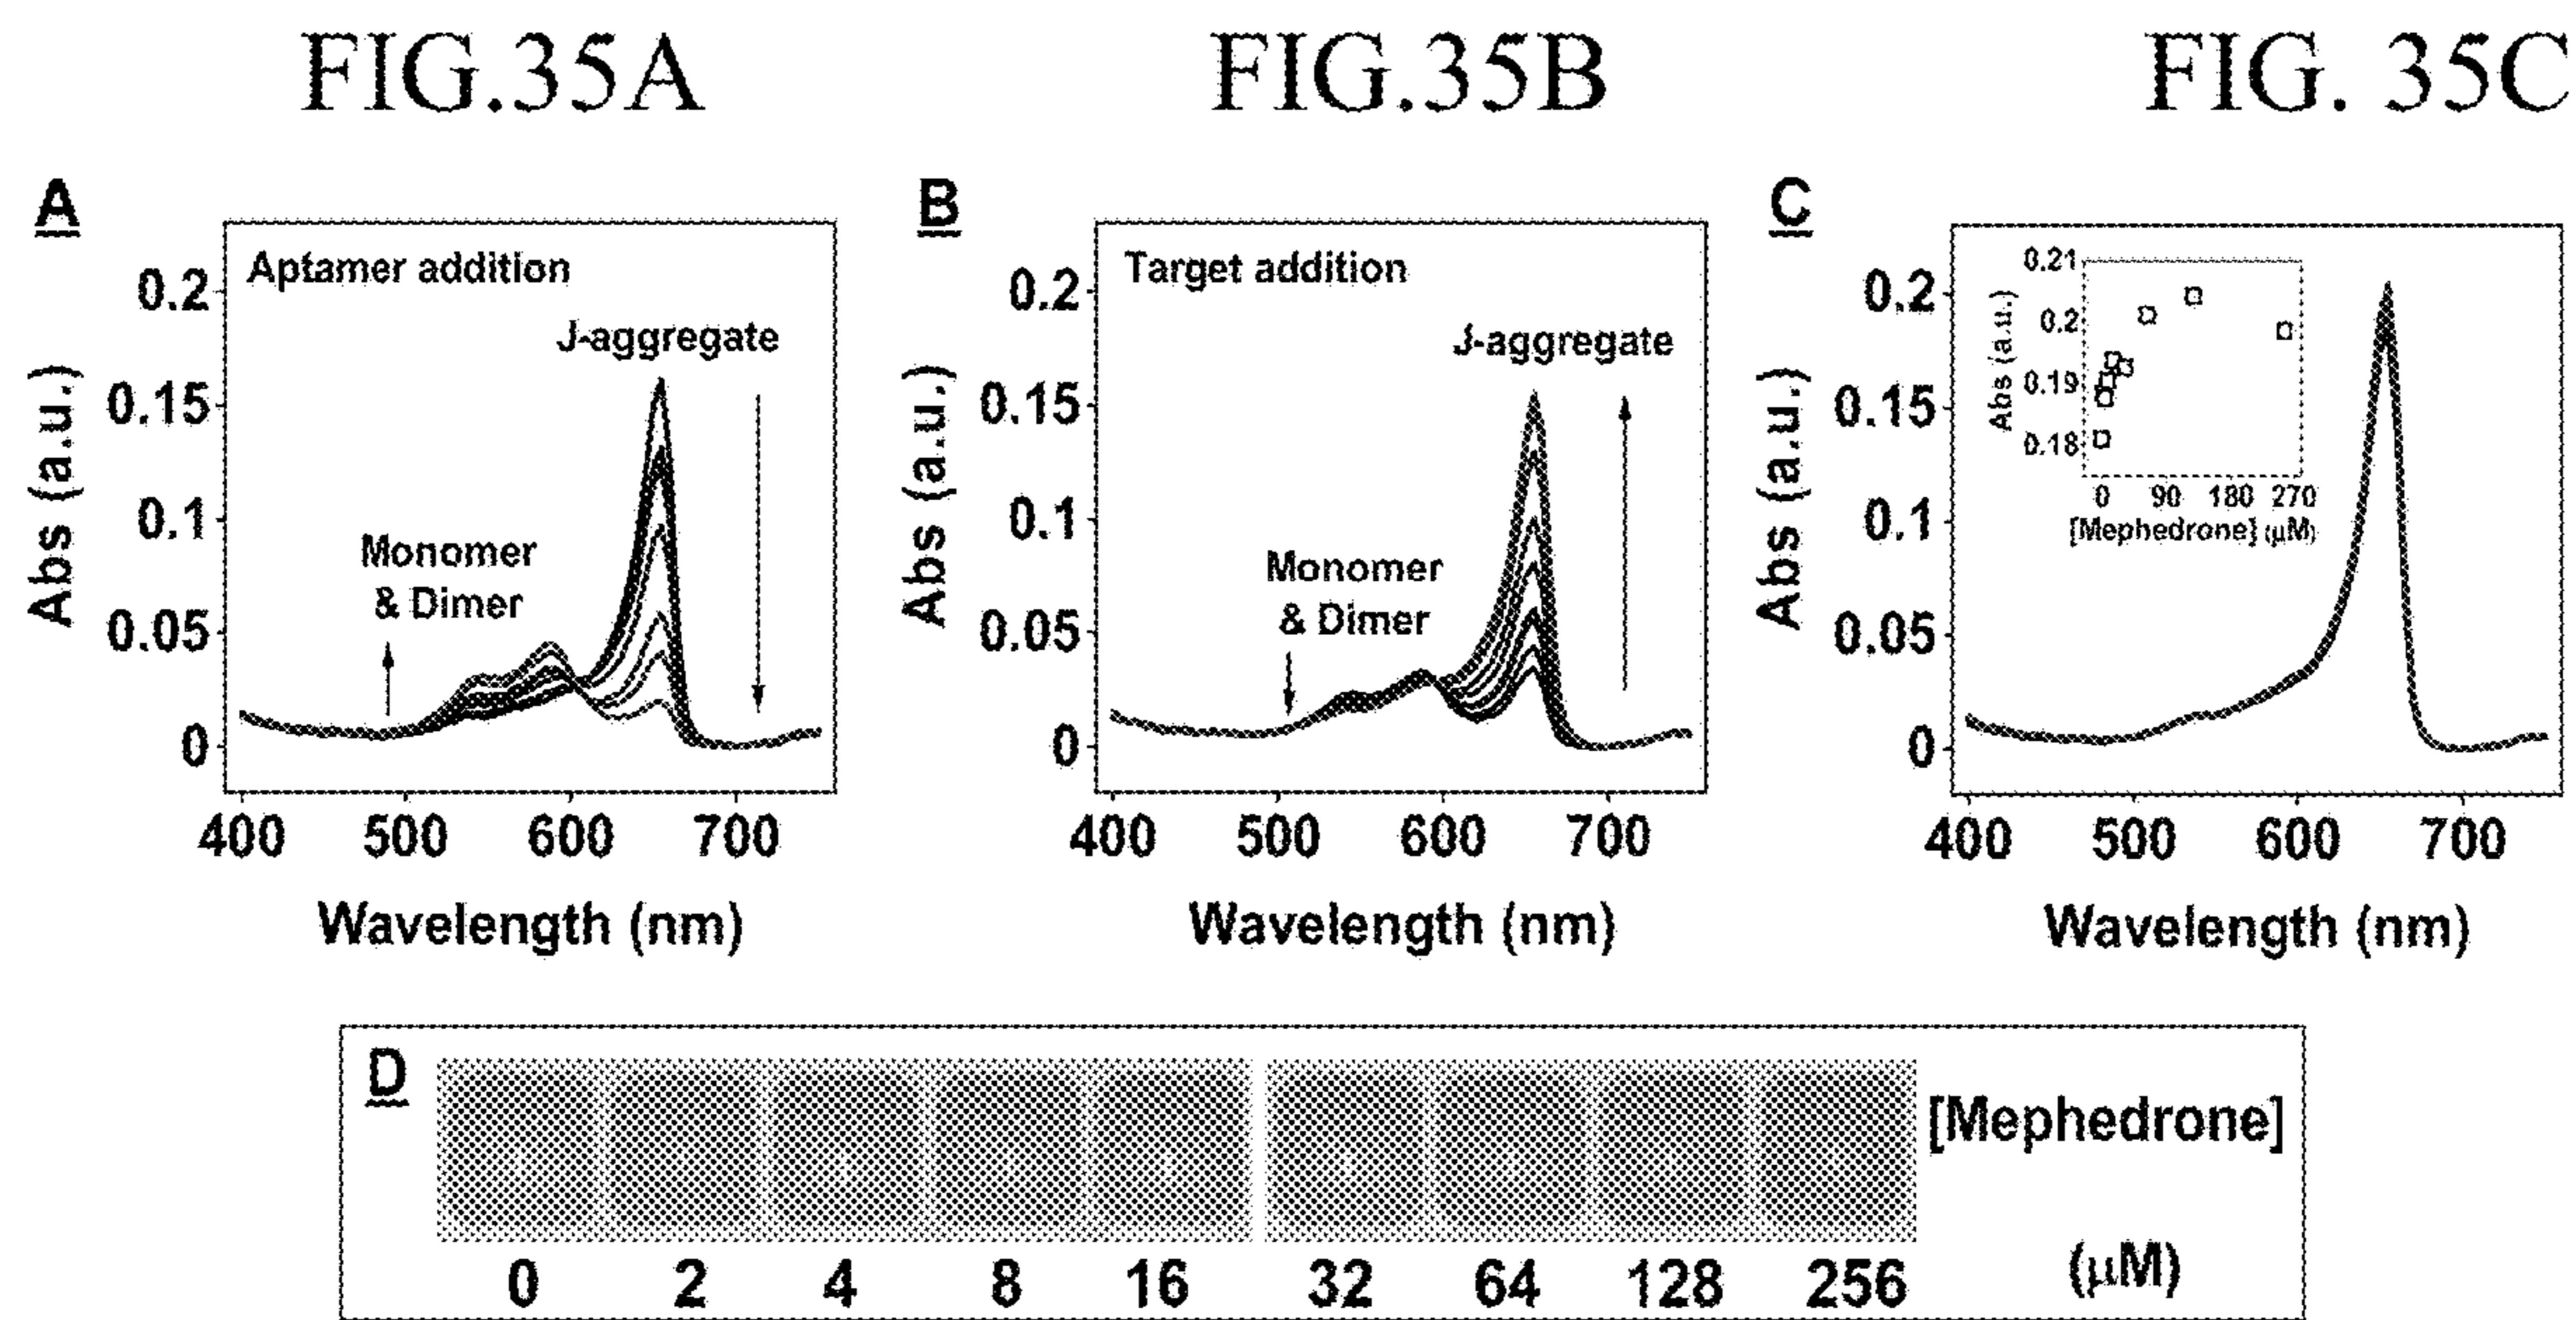 FIG.35A
FIG.35B
FIG. 35C
A
Aptamer addition
J-aggregate
Monomer
& Dimer
Abs (a.u.)
0.2
0.15
0.1
0.05
0
400 500 600 700
Wavelength (nm)
B
Target addition
J-aggregate
Monomer
& Dimer
Abs (a.u.)
0.2
0.15
0.1
0.05
0
400 500 600 700
Wavelength (nm)
C
Abs (a.u.)
0.2
0.15
0.1
0.05
0
400 500 600 700
Wavelength (nm)
Abs (a.u.)
0.21
0.2
0.19
0.18
0 90 180 270
[Mephedrone] (μM)
D
[Mephedrone]
0 2 4 8 16 32 64 128 256 (μM)